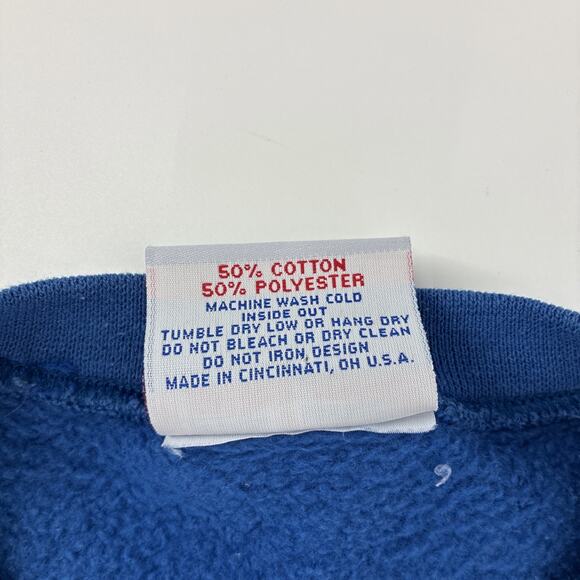 50% COTTON
50% POLYESTER
MACHINE WASH COLD
INSIDE OUT
TUMBLE DRY LOW OR HANG DRY
DO NOT BLEACH OR DRY CLEAN
DO NOT IRON, DESIGN
MADE IN CINCINNATI, OH U.S.A.